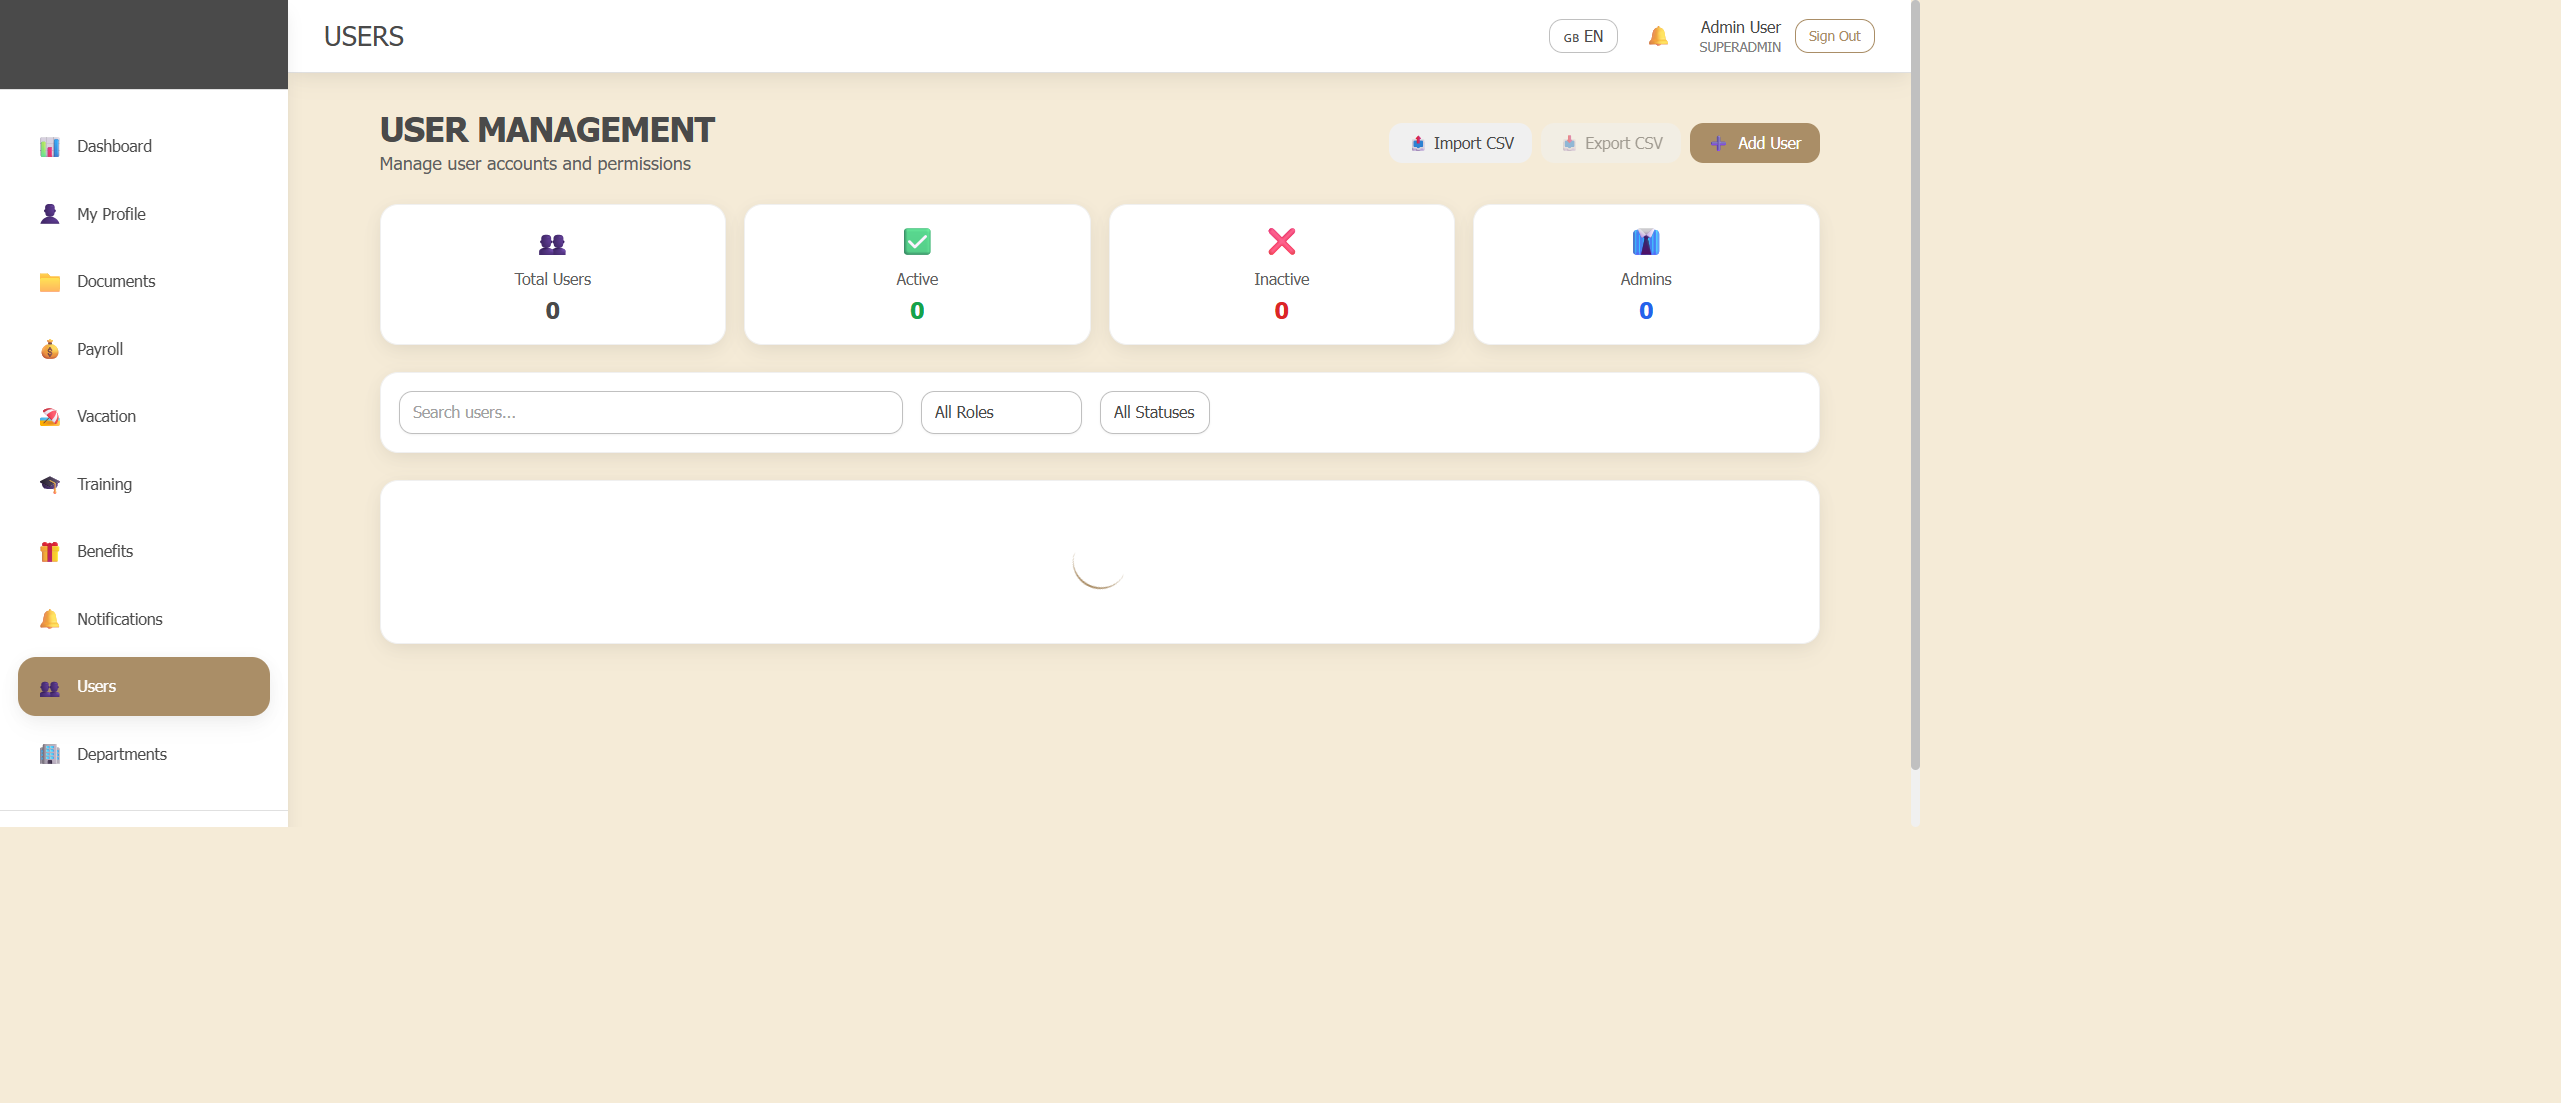 USERS
GB EN
Admin User
SUPERADMIN
Sign Out
Dashboard
My Profile
Documents
Payroll
Vacation
Training
Benefits
Notifications
Users
Departments
USER MANAGEMENT
Manage user accounts and permissions
Import CSV
Export CSV
Add User
Total Users
0
Active
0
Inactive
0
Admins
0
Search users...
All Roles
All Statuses